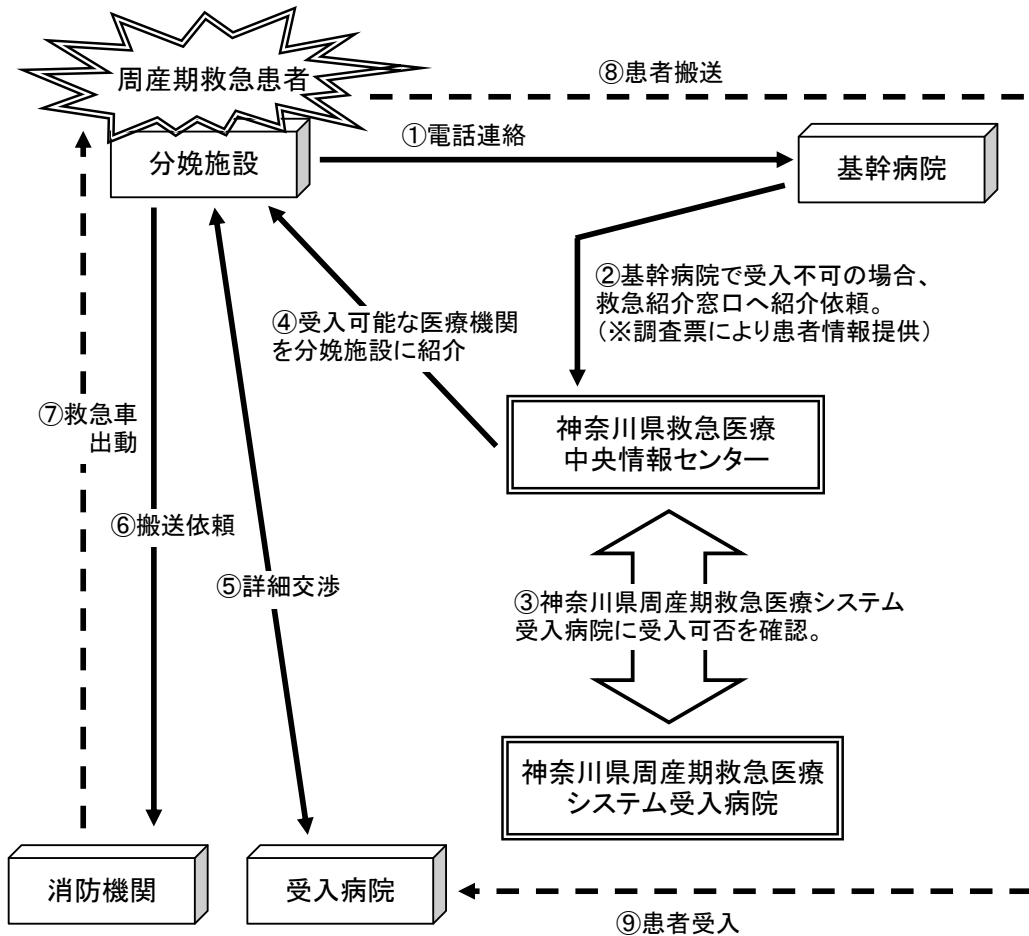 周産期救急患者
⑧患者搬送
分娩施設
①電話連絡
基幹病院
②基幹病院で受入不可の場合、
救急紹介窓口へ紹介依頼。
（※調査票により患者情報提供）
④受入可能な医療機関
を分娩施設に紹介
⑦救急車
出動
神奈川県救急医療
中央情報センター
⑥搬送依頼
⑤詳細交渉
③神奈川県周産期救急医療システム
受入病院に受入可否を確認。
神奈川県周産期救急医療
システム受入病院
消防機関
受入病院
⑨患者受入